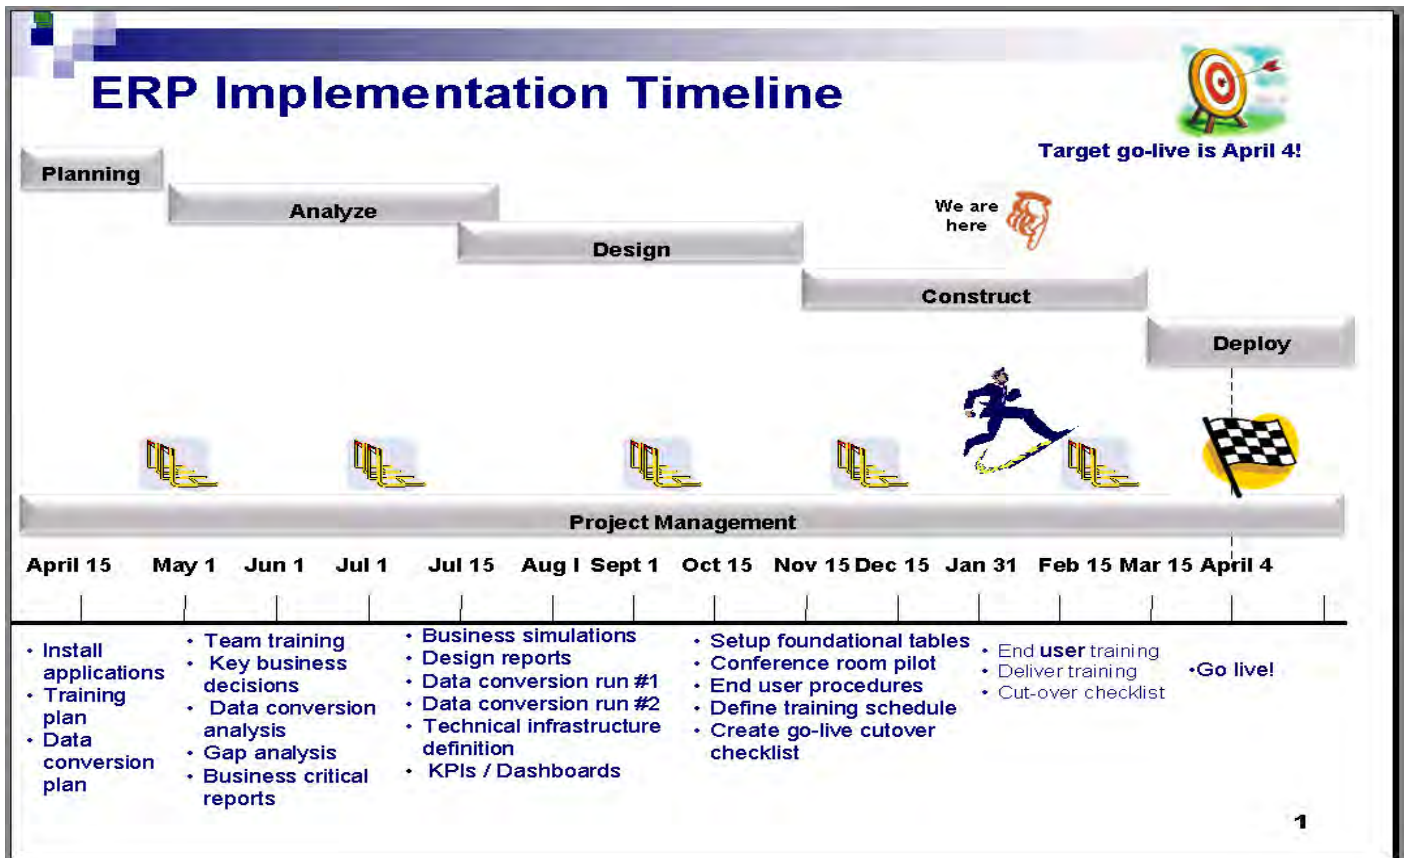 ERP Implementation Timeline
Target go-live is April 4!
Planning
Analyze
We are
here
Design
Construct
Deploy
Project Management
April 15 May 1 Jun 1 Jul 1 Jul 15 Aug I Sept 1 Oct 15 Nov 15 Dec 15 Jan 31 Feb 15 Mar 15 April 4
• Install
applications
• Training
plan
• Data
conversion
plan
• Team training
• Key business
decisions
• Data conversion
analysis
• Gap analysis
• Business critical
reports
• Business simulations
• Design reports
• Data conversion run #1
• Data conversion run #2
• Technical infrastructure
definition
• KPIs / Dashboards
• Setup foundational tables
• Conference room pilot
• End user procedures
• Define training schedule
• Create go-live cutover
checklist
• End user training
• Deliver training
• Cut-over checklist
•Go live!
1